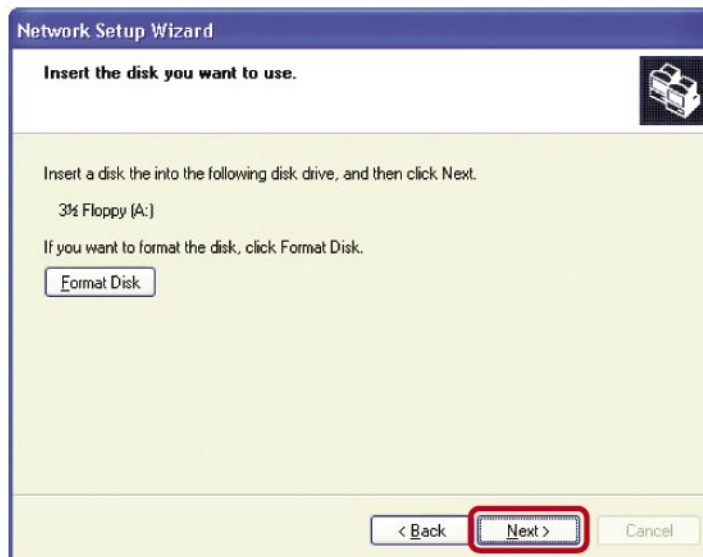 Network Setup Wizard
Insert the disk you want to use.
Insert a disk the into the following disk drive, and then click Next.
3½ Floppy (A:)
If you want to format the disk, click Format Disk.
Format Disk
< Back Next > Cancel